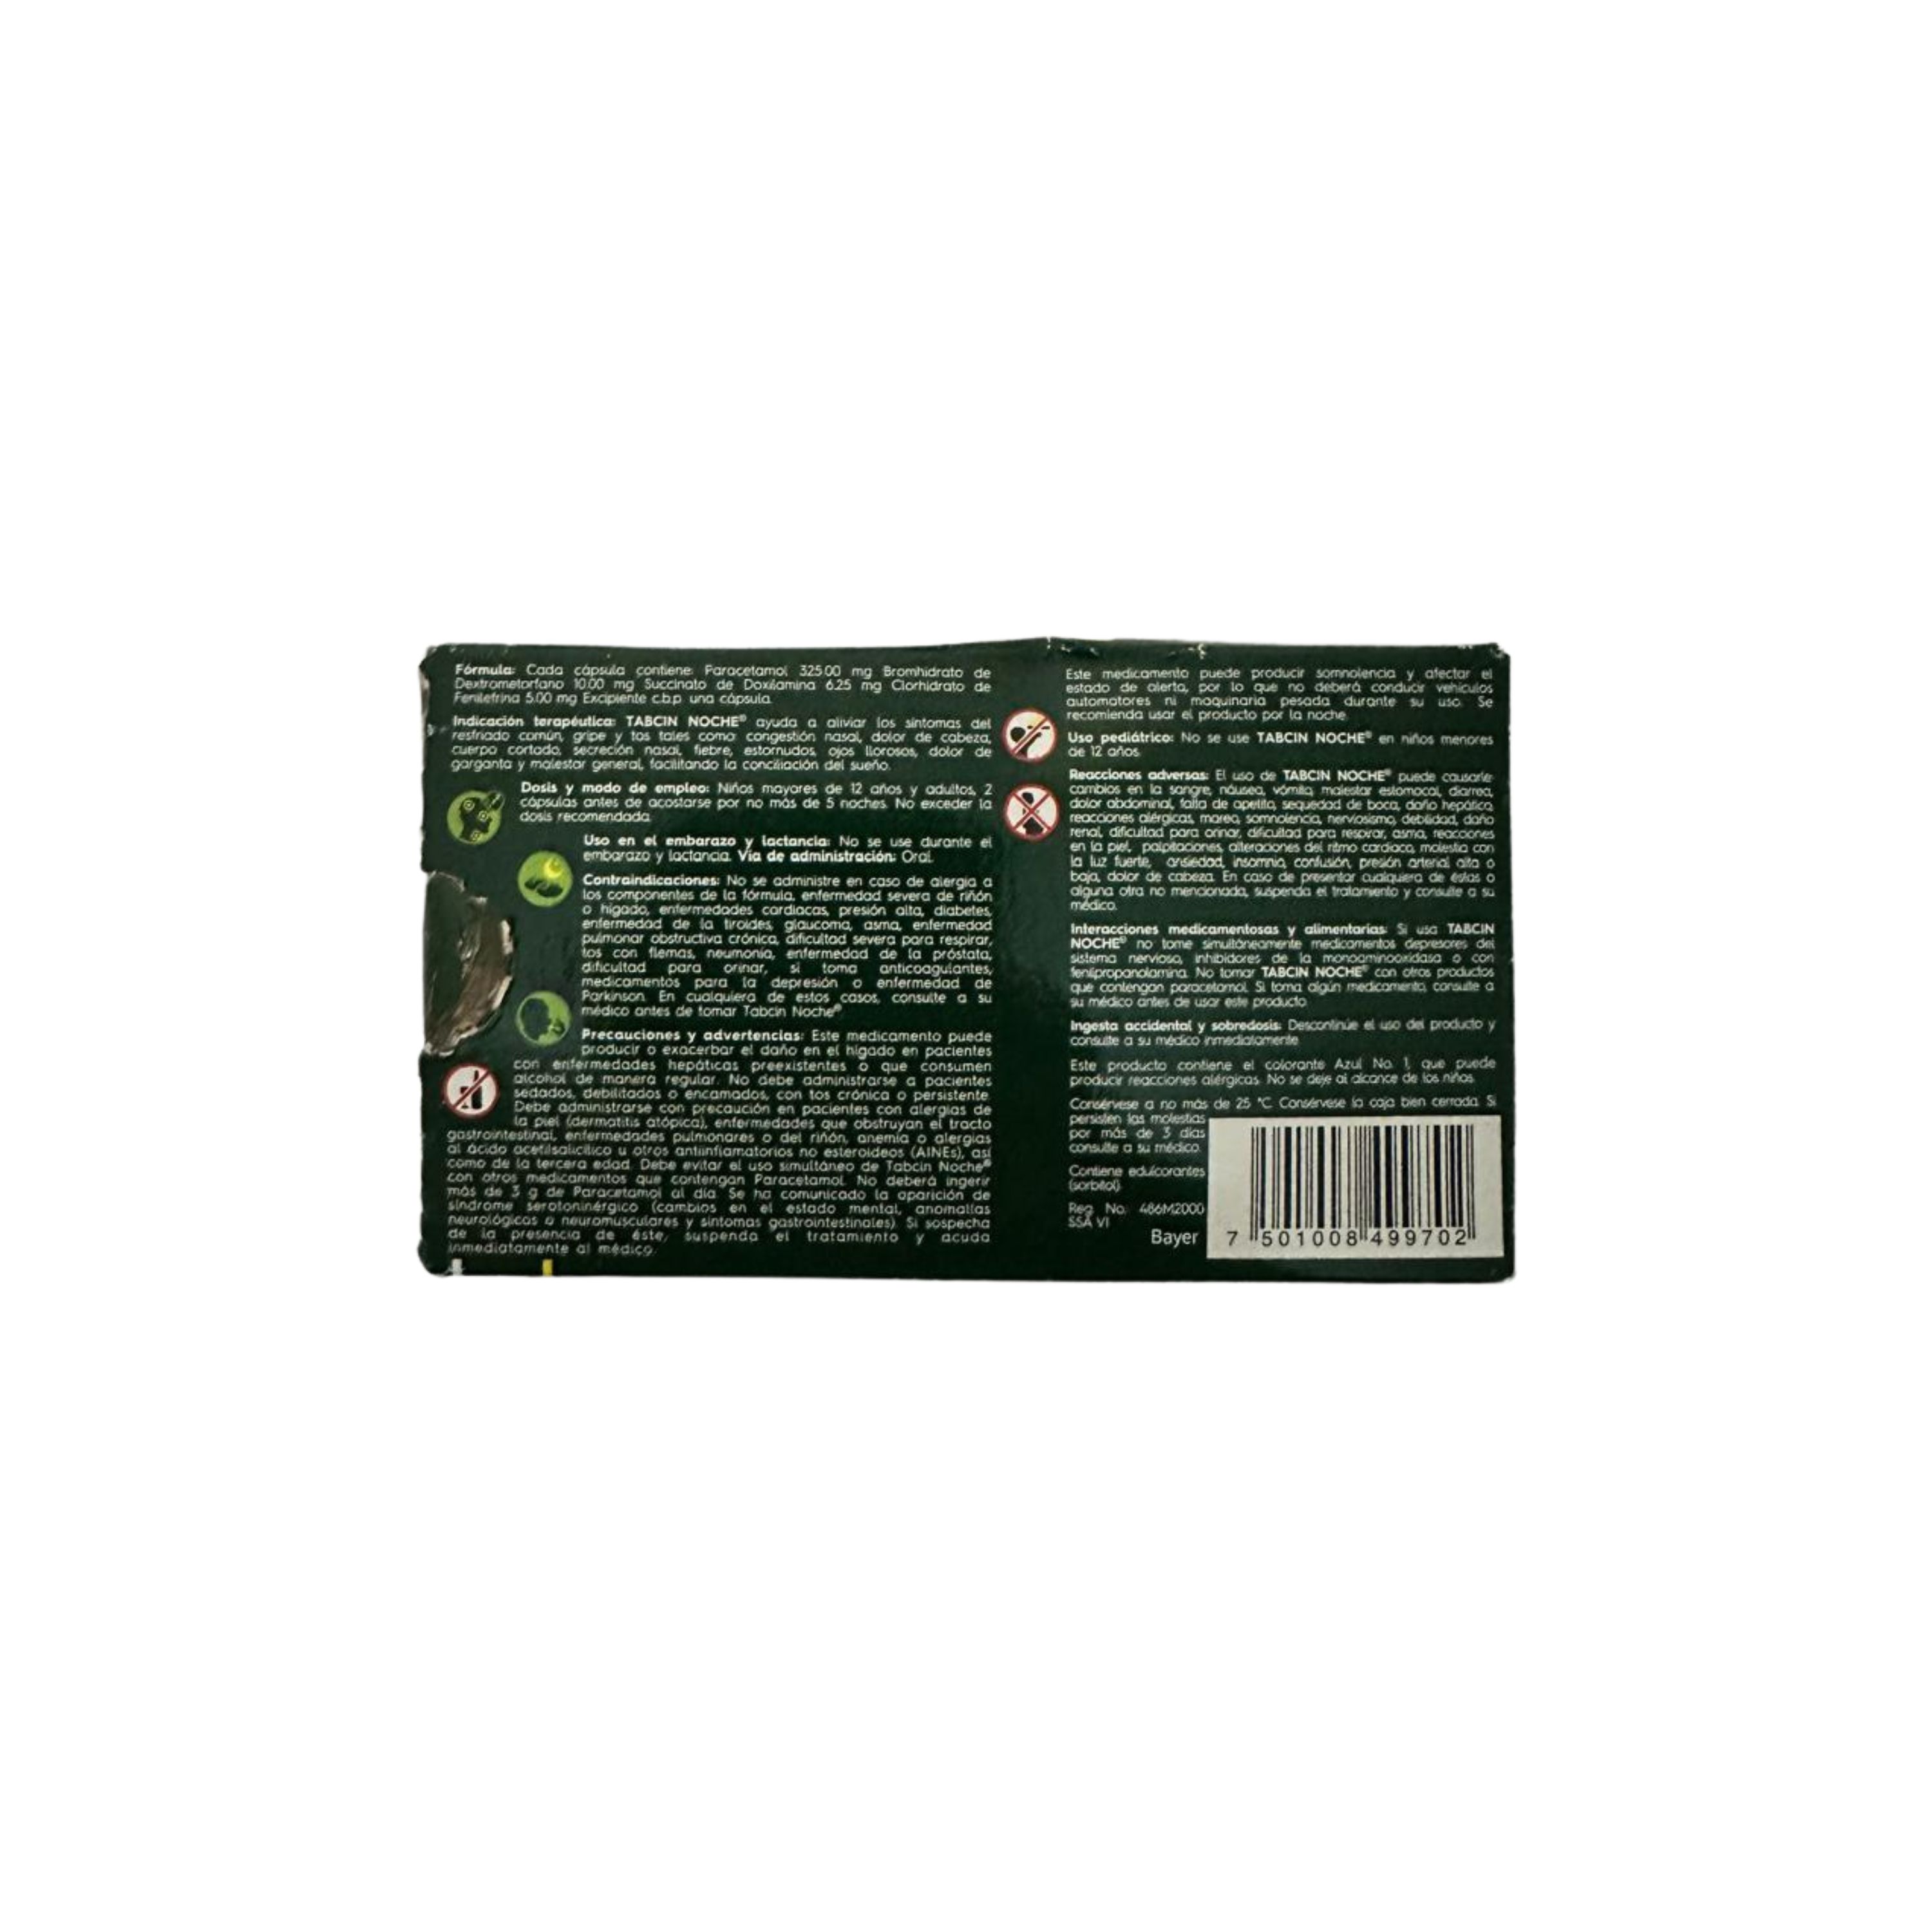 Fórmula: Cada cápsula contiene: Paracetamol 325.00 mg Bromhidrato de
Dextrometorfano 10.00 mg Succinato de Doxilamina 6.25 mg Clorhidrato de
Fenilefrina 5.00 mg Excipiente c.b.p. una cápsula.
Indicación terapéutica: TABCIN NOCHE® ayuda a aliviar los síntomas del
resfriado común, gripe y tos tales como: congestión nasal, dolor de cabeza,
cuerpo cortado, secreción nasal, fiebre, estornudos, ojos llorosos, dolor de
garganta y malestar general, facilitando la conciliación del sueño.
Dosis y modo de empleo: Niños mayores de 12 años y adultos, 2
cápsulas antes de acostarse por no más de 5 noches. No exceder la
dosis recomendada.
Uso en el embarazo y lactancia: No se use durante el
embarazo y lactancia. Vía de administración: Oral.
Contraindicaciones: No se administre en caso de alergia a
los componentes de la fórmula, enfermedad severa de riñón
o hígado, enfermedades cardiacas, presión alta, diabetes,
enfermedad de la tiroides, glaucoma, asma, enfermedad
pulmonar obstructiva crónica, dificultad severa para respirar,
tos con flemas, neumonía, enfermedad de la próstata,
dificultad para orinar, si toma anticoagulantes,
medicamentos para la depresión o enfermedad de
Parkinson. En cualquiera de estos casos, consulte a su
médico antes de tomar Tabcin Noche®
Precauciones y advertencias: Este medicamento puede
producir o exacerbar el daño en el hígado en pacientes
con enfermedades hepáticas preexistentes o que consumen
alcohol de manera regular. No debe administrarse a pacientes
sedados, debilitados o encamados, con tos crónica o persistente.
Debe administrarse con precaución en pacientes con alergias de
la piel (dermatitis atópica), enfermedades que obstruyan el tracto
gastrointestinal, enfermedades pulmonares o del riñón, anemia o alergias
al ácido acetilsalicílico u otros antiinflamatorios no esteroideos (AINEs), así
como de la tercera edad. Debe evitar el uso simultáneo de Tabcin Noche®
con otros medicamentos que contengan Paracetamol. No deberá ingerir
más de 3 g de Paracetamol al día. Se ha comunicado la aparición de
síndrome serotoninérgico (cambios en el estado mental, anomalías
neurológicas o neuromusculares y síntomas gastrointestinales). Si sospecha
de la presencia de éste, suspenda el tratamiento y acuda
inmediatamente al médico.
Este medicamento puede producir somnolencia y afectar el
estado de alerta, por lo que no deberá conducir vehículos
automotores ni maquinaria pesada durante su uso. Se
recomienda usar el producto por la noche.
Uso pediátrico: No se use TABCIN NOCHE® en niños menores
de 12 años.
Reacciones adversas: El uso de TABCIN NOCHE® puede causarle:
cambios en la sangre, náusea, vómito, malestar estomacal, diarrea,
dolor abdominal, falta de apetito, sequedad de boca, daño hepático,
reacciones alérgicas, mareo, somnolencia, nerviosismo, debilidad, daño
renal, dificultad para orinar, dificultad para respirar, asma, reacciones
en la piel, palpitaciones, alteraciones del ritmo cardiaco, molestia con
la luz fuerte, ansiedad, insomnio, confusión, presión arterial alta o
baja, dolor de cabeza. En caso de presentar cualquiera de éstas o
alguna otra no mencionada, suspenda el tratamiento y consulte a su
médico.
Interacciones medicamentosas y alimentarias: Si usa TABCIN
NOCHE® no tome simultáneamente medicamentos depresores del
sistema nervioso, inhibidores de la monoaminooxidasa o con
fenilpropanolamina. No tomar TABCIN NOCHE® con otros productos
que contengan paracetamol. Si toma algún medicamento, consulte a
su médico antes de usar este producto.
Ingesta accidental y sobredosis: Descontinúe el uso del producto y
consulte a su médico inmediatamente.
Este producto contiene el colorante Azul No. 1, que puede
producir reacciones alérgicas. No se deje al alcance de los niños.
Consérvese a no más de 25 °C. Consérvese la caja bien cerrada. Si
persisten las molestias
por más de 3 días
consulte a su médico.
Contiene edulcorantes
(sorbitol).
Reg. No. 486M2000
SSA VI
Bayer
7 501008 499702